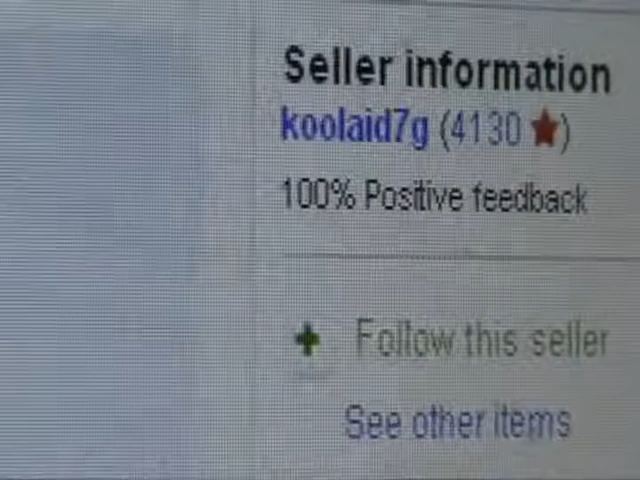 Seller information
koolaid7g (4130 ★)
100% Positive feedback
Follow this seller
See other items